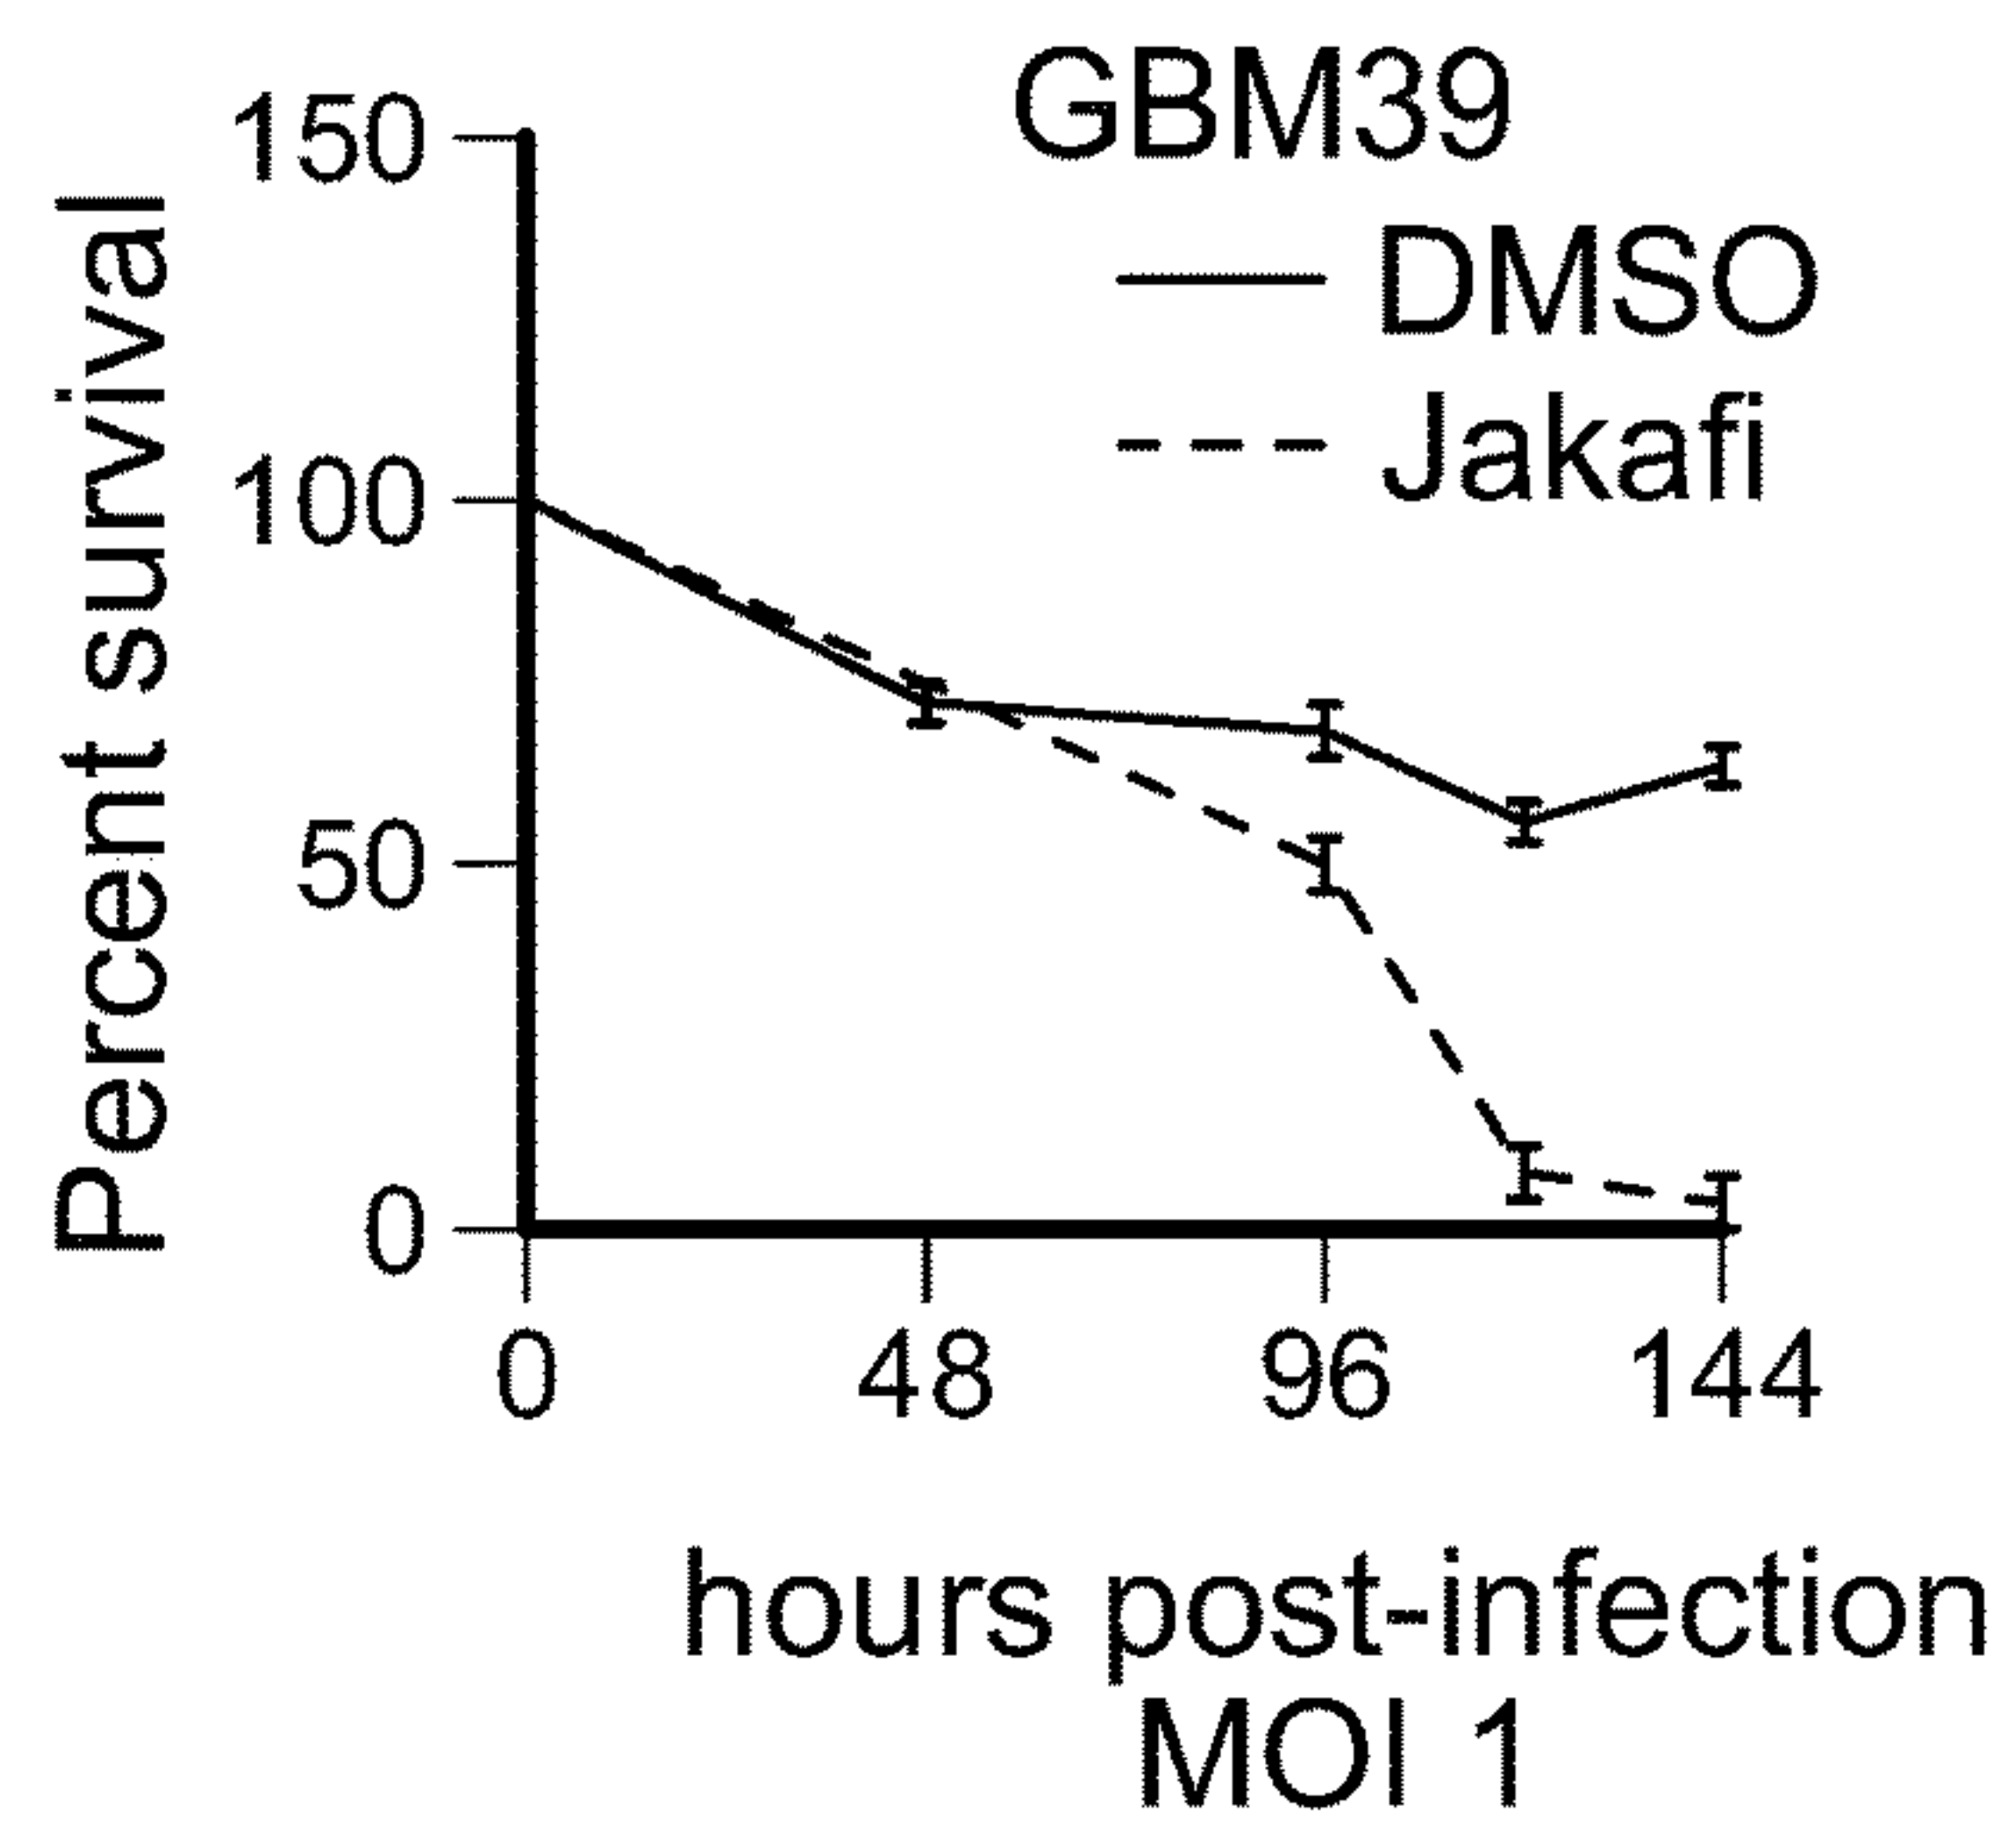 GBM39
DMSO
Jakafi
Percent survival
150
100
50
0
0 48 96 144
hours post-infection
MOI 1